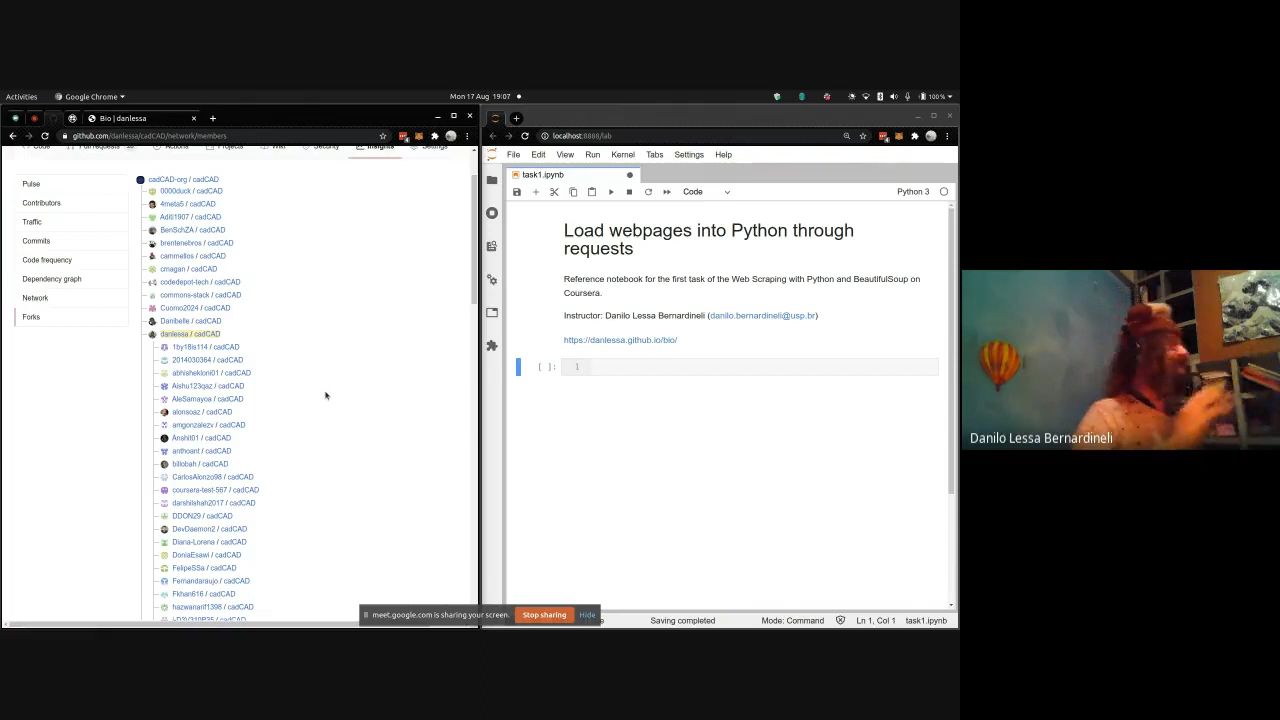 Activities
Google Chrome
Mon 17 Aug 19:07
100%
Bio | danlessa
github.com/danlessa/cadCAD/network/members
Insights
Pulse
Contributors
Traffic
Commits
Code frequency
Dependency graph
Network
Forks
cadCAD-org / cadCAD
0000duck / cadCAD
4meta5 / cadCAD
Aditi1907 / cadCAD
BenSchZA / cadCAD
brentenebros / cadCAD
cammellos / cadCAD
cmagan / cadCAD
codedepot-tech / cadCAD
commons-stack / cadCAD
Cuomo2024 / cadCAD
Danibelle / cadCAD
danlessa / cadCAD
1by18is114 / cadCAD
2014030364 / cadCAD
abhishekloni01 / cadCAD
Aishu123qaz / cadCAD
AleSamayoa / cadCAD
alonsoaz / cadCAD
amgonzalezv / cadCAD
Anshit01 / cadCAD
anthoant / cadCAD
billobah / cadCAD
CarlosAlonzo98 / cadCAD
coursera-test-567 / cadCAD
darshilshah2017 / cadCAD
DDON29 / cadCAD
DevDaemon2 / cadCAD
Diana-Lorena / cadCAD
DoniaEsawi / cadCAD
FelipeSSa / cadCAD
Fernandaraujo / cadCAD
Fkhan616 / cadCAD
hazwanarif1398 / cadCAD
meet.google.com is sharing your screen.
Stop sharing
Hide
localhost:8888/lab
File Edit View Run Kernel Tabs Settings Help
task1.ipynb
Code
Python 3
Load webpages into Python through
requests
Reference notebook for the first task of the Web Scraping with Python and BeautifulSoup on
Coursera.
Instructor: Danilo Lessa Bernardineli (danilo.bernardineli@usp.br)
https://danlessa.github.io/bio/
[ ]: 1
Saving completed
Mode: Command
Ln 1, Col 1
task1.ipynb
Danilo Lessa Bernardineli